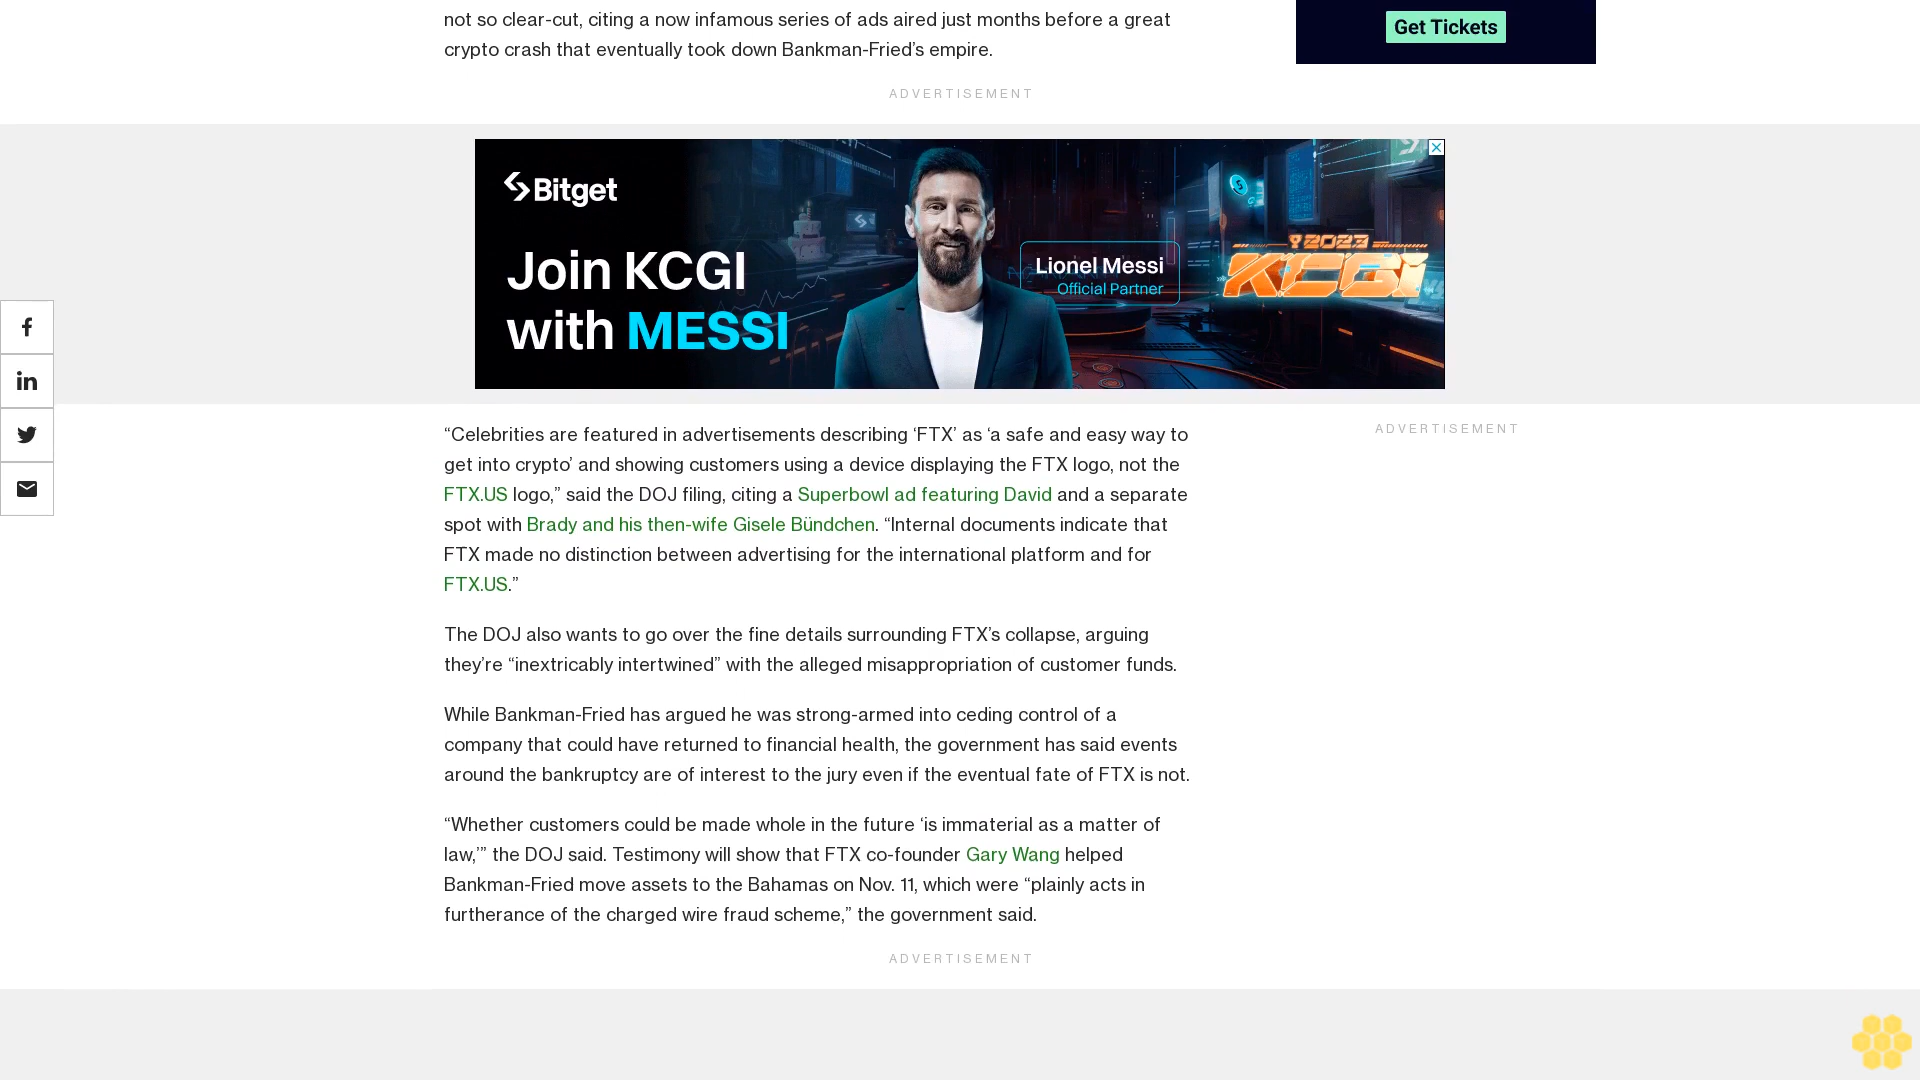 not so clear-cut, citing a now infamous series of ads aired just months before a great
crypto crash that eventually took down Bankman-Fried’s empire.
Get Tickets
ADVERTISEMENT
Bitget
Join KCGI
with MESSI
Lionel Messi
Official Partner
Y2023
KCGI
“Celebrities are featured in advertisements describing ‘FTX’ as ‘a safe and easy way to
get into crypto’ and showing customers using a device displaying the FTX logo, not the
FTX.US logo,” said the DOJ filing, citing a Superbowl ad featuring David and a separate
spot with Brady and his then-wife Gisele Bündchen. “Internal documents indicate that
FTX made no distinction between advertising for the international platform and for
FTX.US.”
ADVERTISEMENT
The DOJ also wants to go over the fine details surrounding FTX’s collapse, arguing
they’re “inextricably intertwined” with the alleged misappropriation of customer funds.
While Bankman-Fried has argued he was strong-armed into ceding control of a
company that could have returned to financial health, the government has said events
around the bankruptcy are of interest to the jury even if the eventual fate of FTX is not.
“Whether customers could be made whole in the future ‘is immaterial as a matter of
law,’” the DOJ said. Testimony will show that FTX co-founder Gary Wang helped
Bankman-Fried move assets to the Bahamas on Nov. 11, which were “plainly acts in
furtherance of the charged wire fraud scheme,” the government said.
ADVERTISEMENT